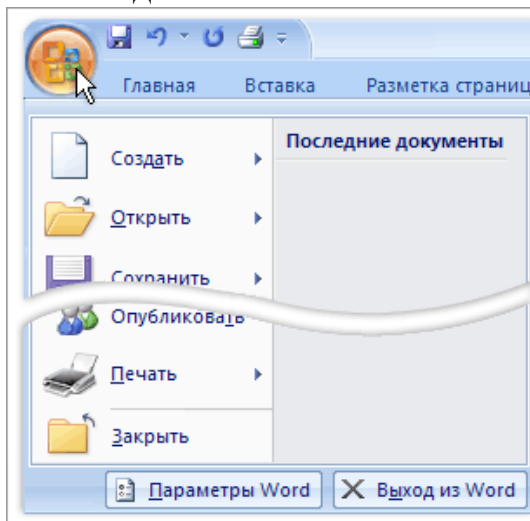 Главная Вставка Разметка страниц
Последние документы
Создать
Открыть
Сохранить
Опубликовать
Печать
Закрыть
Параметры Word Выход из Word